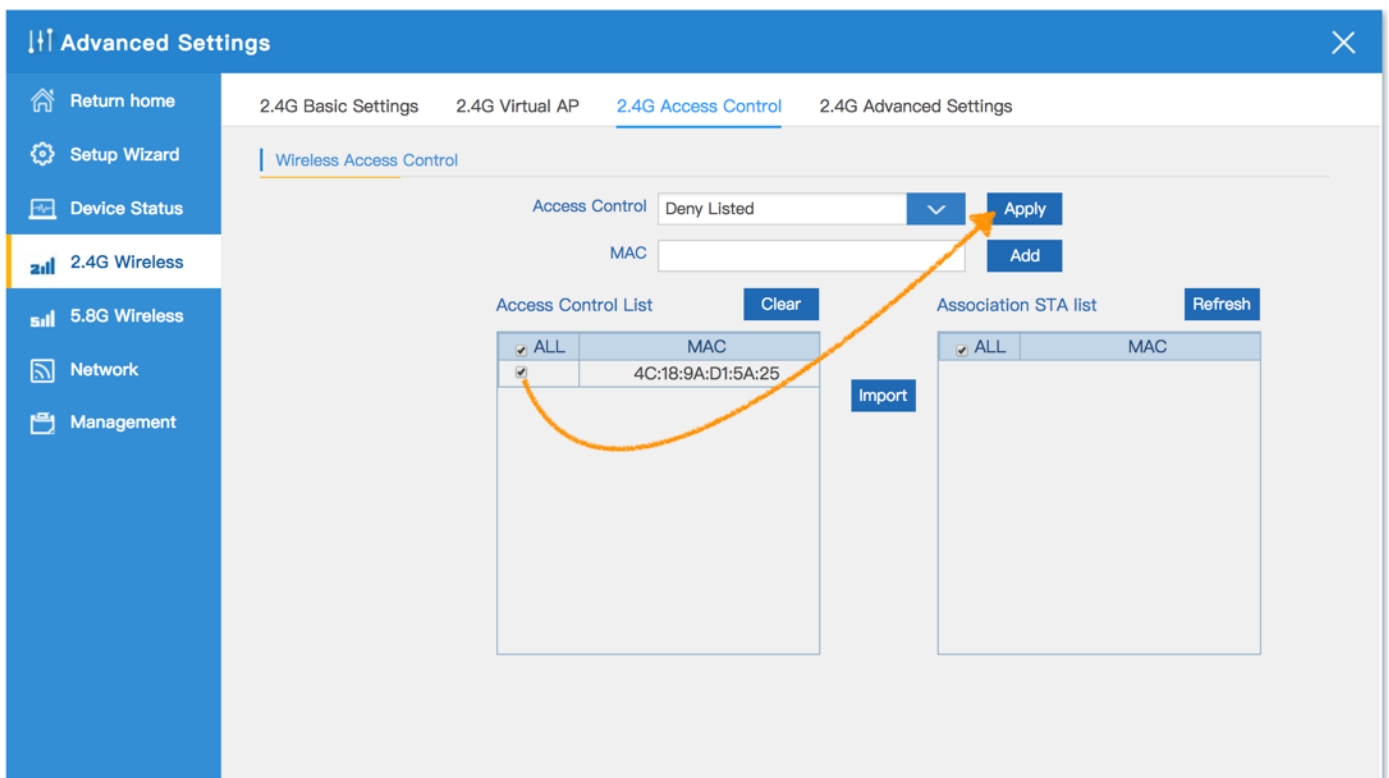 Advanced Settings
Return home
Setup Wizard
Device Status
2.4G Wireless
5.8G Wireless
Network
Management
2.4G Basic Settings 2.4G Virtual AP 2.4G Access Control 2.4G Advanced Settings
Wireless Access Control
Access Control Deny Listed Apply
MAC Add
Access Control List Clear
ALL MAC
4C:18:9A:D1:5A:25
Import
Association STA list Refresh
ALL MAC